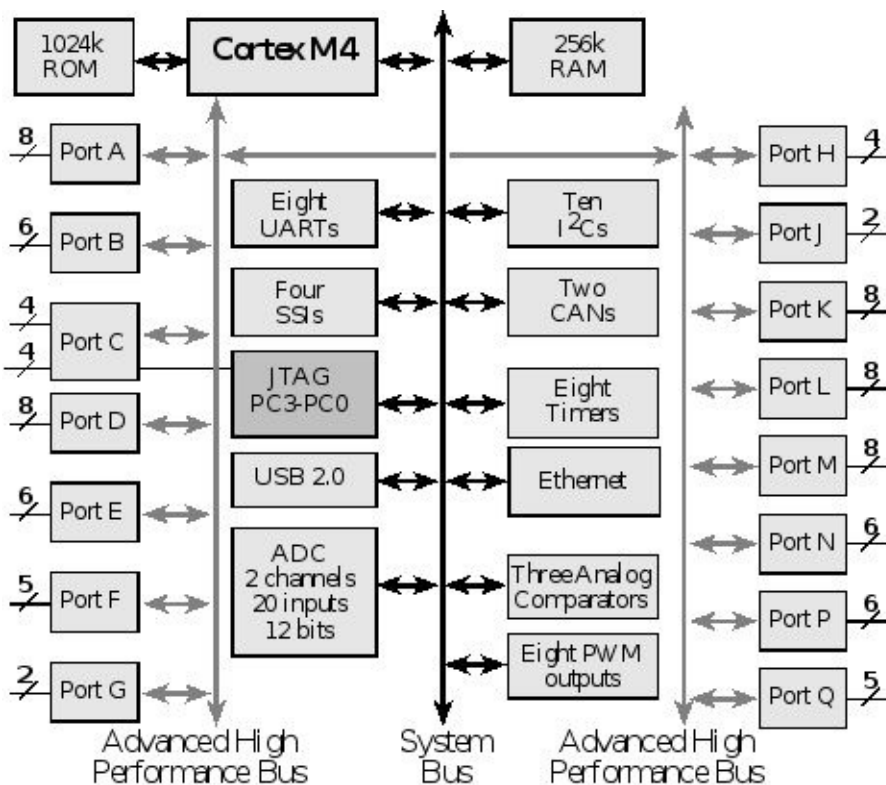 1024k
ROM
Cortex M4
256k
RAM
8
Port A
6
Port B
4
4
Port C
8
Port D
6
Port E
5
Port F
2
Port G
Eight
UARTs
Four
SSIs
JTAG
PC3-PC0
USB 2.0
ADC
2 channels
20 inputs
12 bits
Ten
I²Cs
Two
CANs
Eight
Timers
Ethernet
Three Analog
Comparators
Eight PWM
outputs
Port H
4
Port J
2
Port K
8
Port L
8
Port M
8
Port N
6
Port P
6
Port Q
5
Advanced High
Performance Bus
System
Bus
Advanced High
Performance Bus